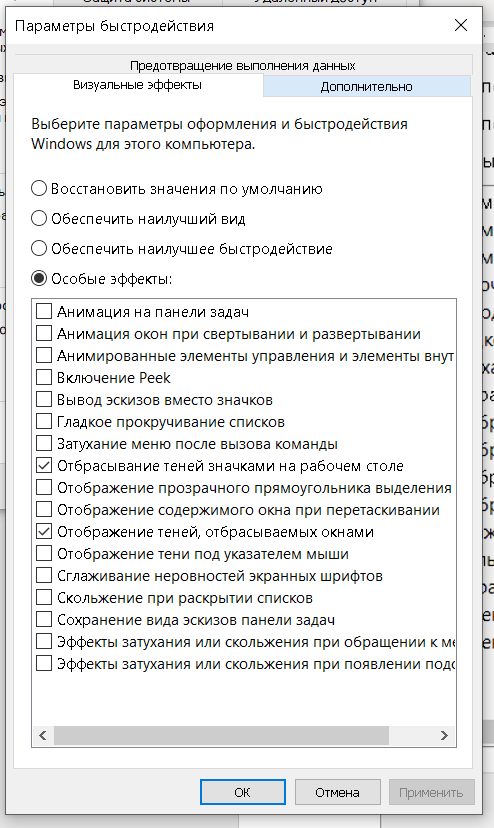 Защита системы
Удаленный доступ
Параметры быстродействия
Предотвращение выполнения данных
Визуальные эффекты
Дополнительно
Выберите параметры оформления и быстродействия
Windows для этого компьютера.
Восстановить значения по умолчанию
Обеспечить наилучший вид
Обеспечить наилучшее быстродействие
Особые эффекты:
Анимация на панели задач
Анимация окон при свертывании и развертывании
Анимированные элементы управления и элементы внут
Включение Peek
Вывод эскизов вместо значков
Гладкое прокручивание списков
Затухание меню после вызова команды
Отбрасывание теней значками на рабочем столе
Отображение прозрачного прямоугольника выделения
Отображение содержимого окна при перетаскивании
Отображение теней, отбрасываемых окнами
Отображение тени под указателем мыши
Сглаживание неровностей экранных шрифтов
Скольжение при раскрытии списков
Сохранение вида эскизов панели задач
Эффекты затухания или скольжения при обращении к ме
Эффекты затухания или скольжения при появлении подс
ОК
Отмена
Применить